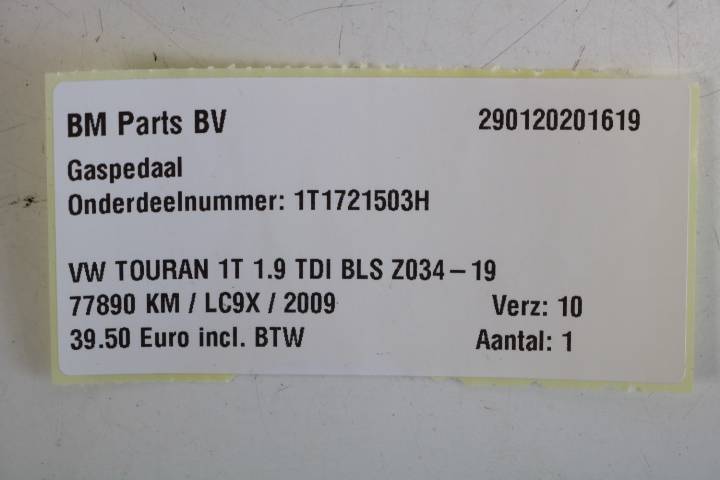 BM Parts BV 290120201619
Gaspedaal
Onderdeelnummer: 1T1721503H
VW TOURAN 1T 1.9 TDI BLS Z034-19
77890 KM / LC9X / 2009 Verz: 10
39.50 Euro incl. BTW Aantal: 1